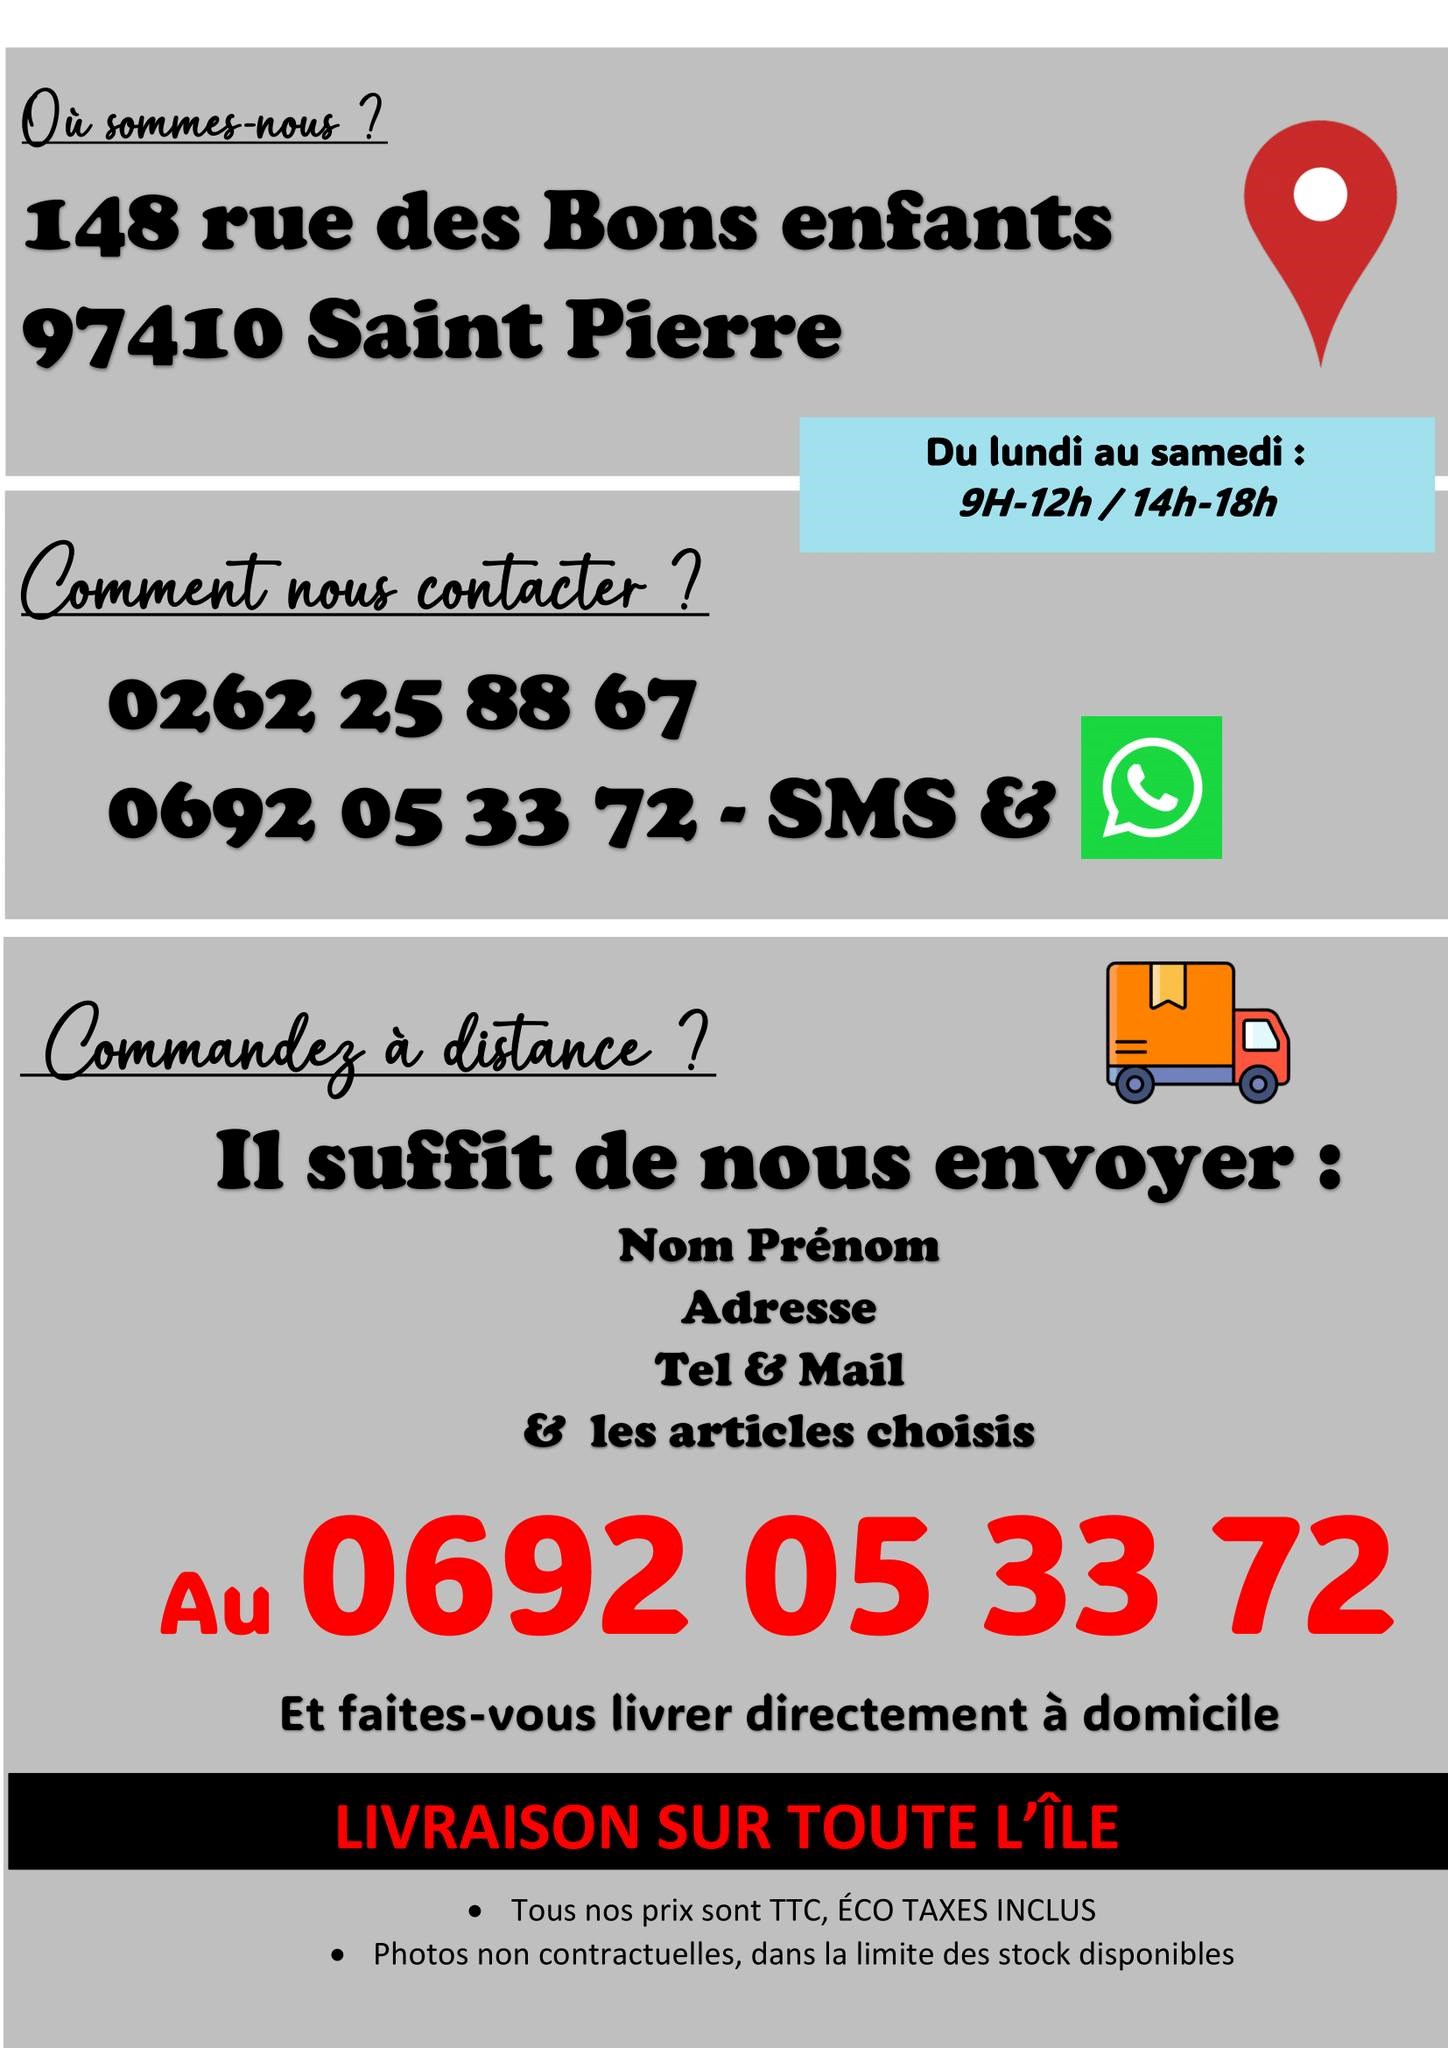 Où sommes-nous ?
148 rue des Bons enfants
97410 Saint Pierre
Du lundi au samedi :
9H-12h / 14h-18h
Comment nous contacter ?
0262 25 88 67
0692 05 33 72 - SMS &
Commandez à distance ?
Il suffit de nous envoyer :
Nom Prénom
Adresse
Tel & Mail
& les articles choisis
Au 0692 05 33 72
Et faites-vous livrer directement à domicile
LIVRAISON SUR TOUTE L’ÎLE
• Tous nos prix sont TTC, ÉCO TAXES INCLUS
• Photos non contractuelles, dans la limite des stock disponibles